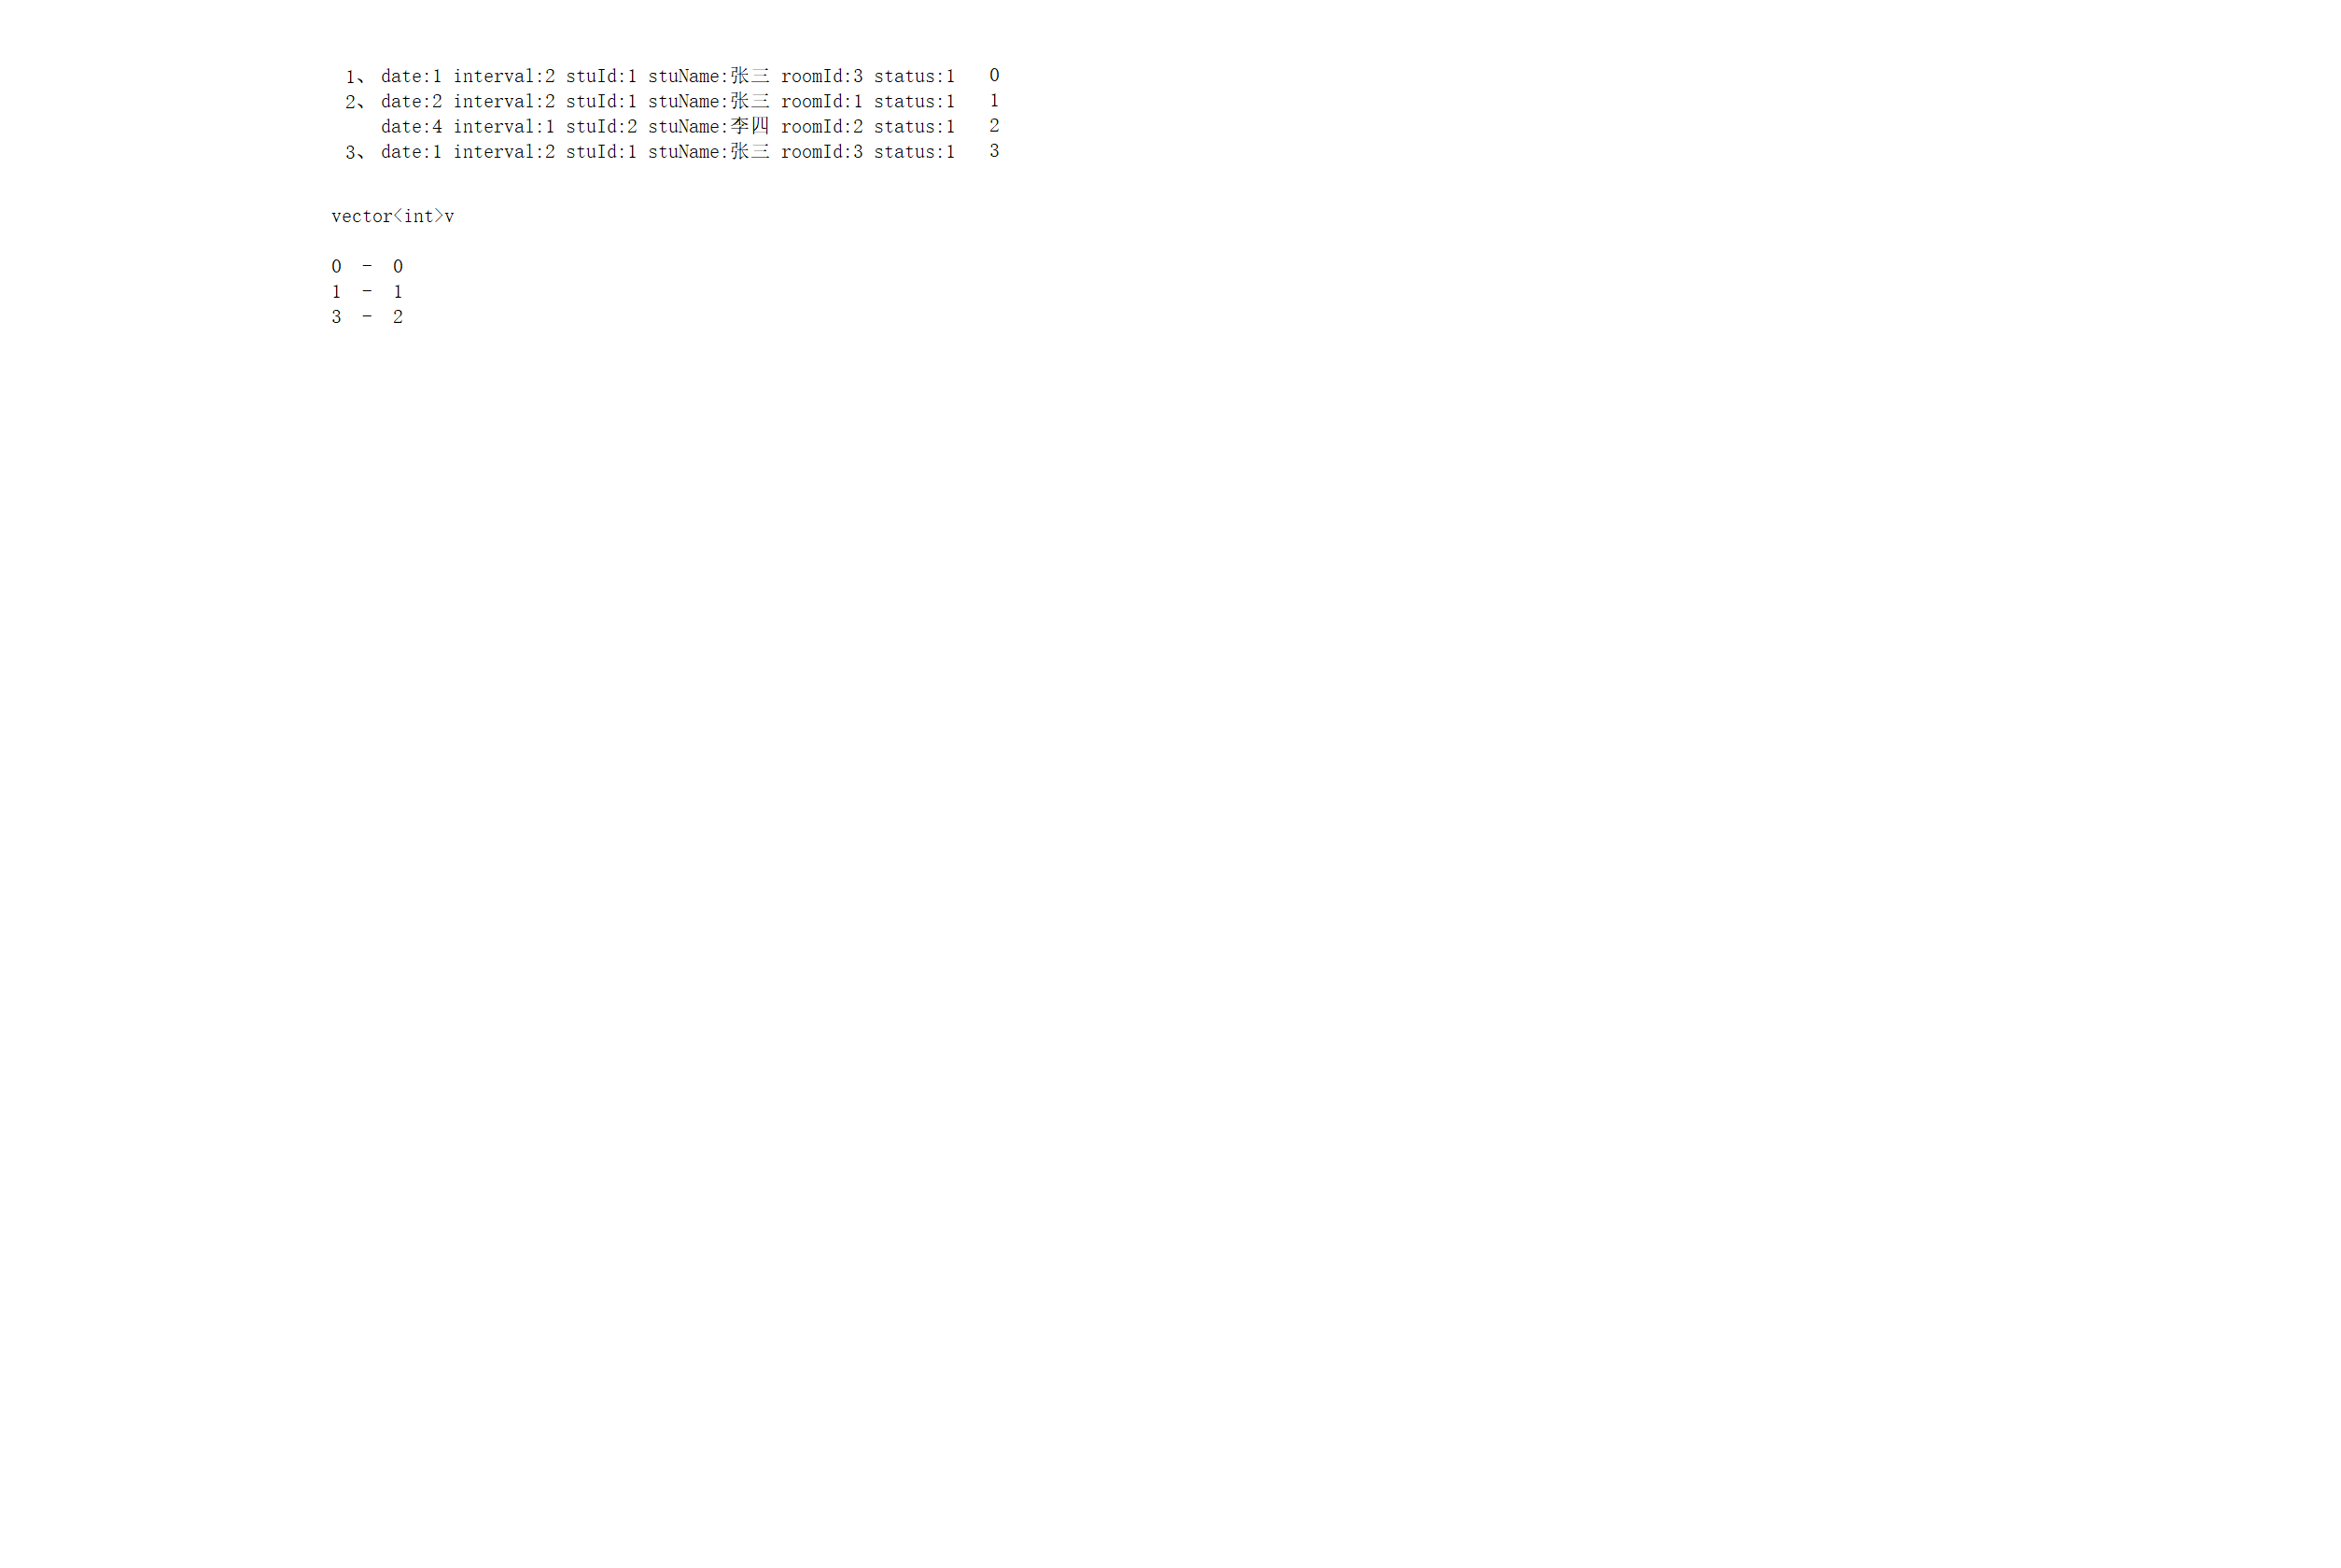 1、 date:1 interval:2 stuId:1 stuName:张三 roomId:3 status:1 0
2、 date:2 interval:2 stuId:1 stuName:张三 roomId:1 status:1 1
date:4 interval:1 stuId:2 stuName:李四 roomId:2 status:1 2
3、 date:1 interval:2 stuId:1 stuName:张三 roomId:3 status:1 3
vector<int>v
0 - 0
1 - 1
3 - 2